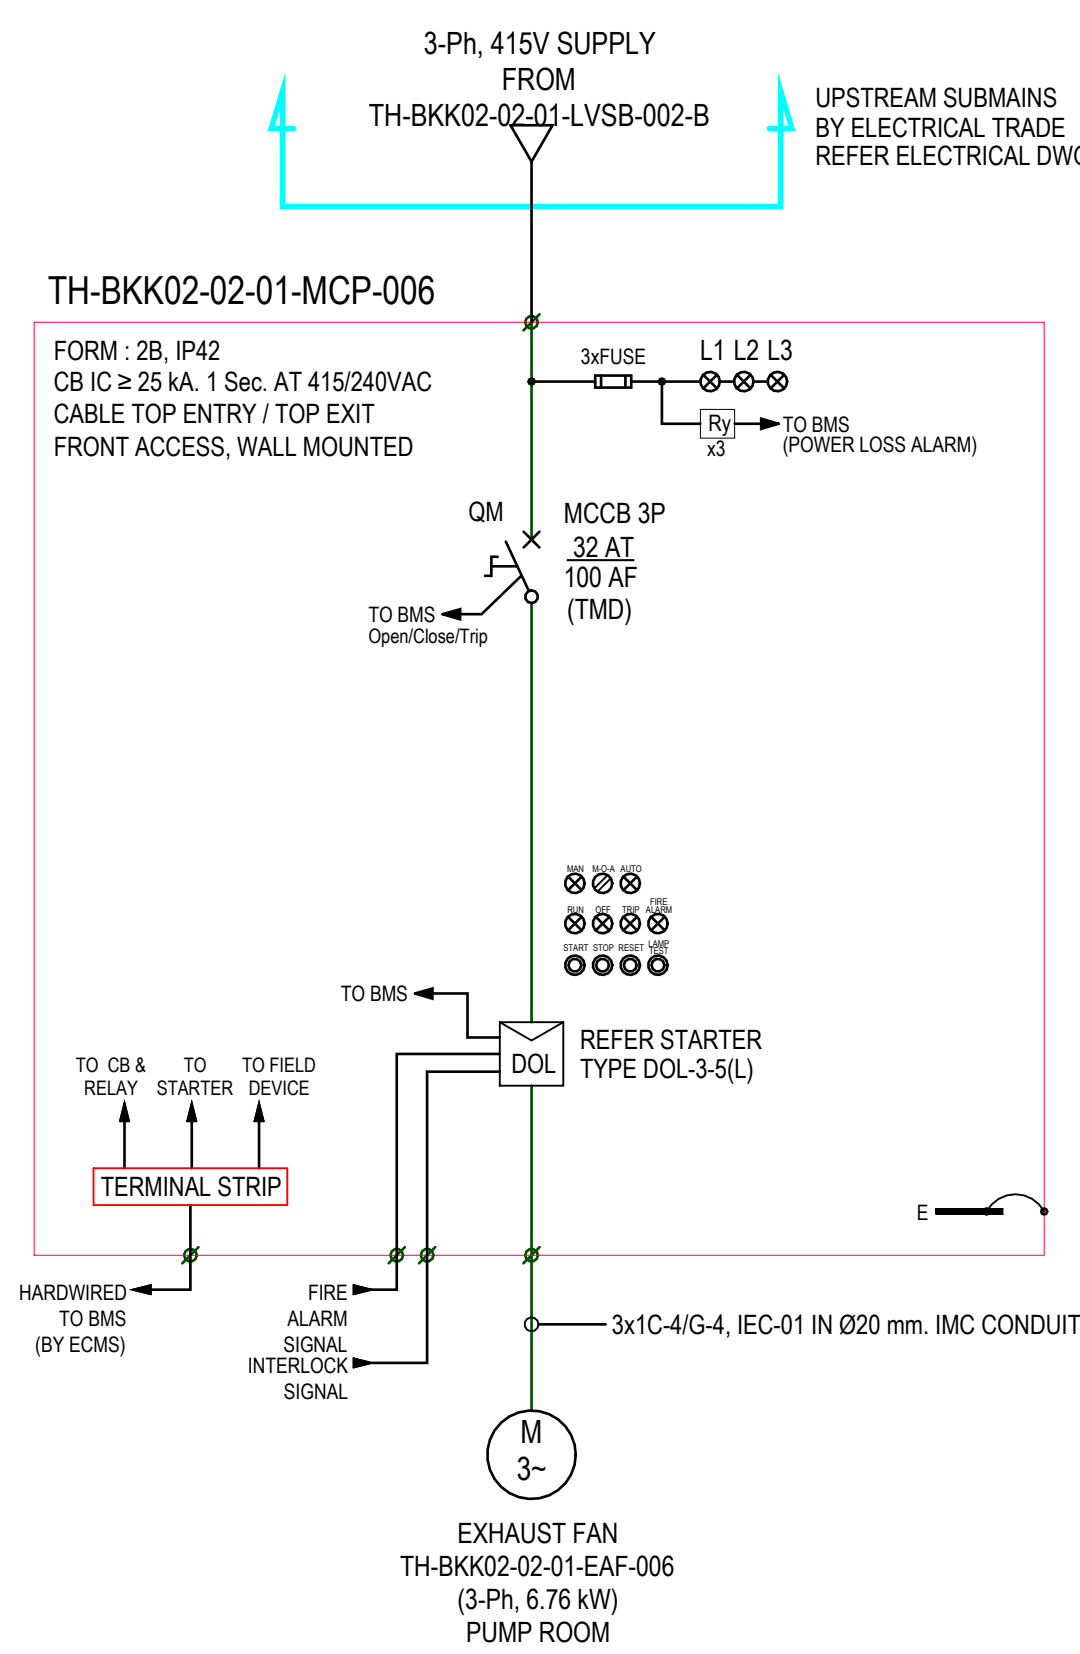 3-Ph, 415V SUPPLY
FROM
TH-BKK02-02-01-LVSB-002-B
UPSTREAM SUBMAINS
BY ELECTRICAL TRADE
REFER ELECTRICAL DWG
TH-BKK02-02-01-MCP-006
FORM : 2B, IP42
CB IC ≥ 25 kA. 1 Sec. AT 415/240VAC
CABLE TOP ENTRY / TOP EXIT
FRONT ACCESS, WALL MOUNTED
3xFUSE
L1 L2 L3
Ry
x3
TO BMS
(POWER LOSS ALARM)
QM
MCCB 3P
32 AT
100 AF
(TMD)
TO BMS
Open/Close/Trip
MAN M-O-A AUTO
RUN OFF TRIP FIRE
ALARM
START STOP RESET LAMP
TEST
TO BMS
DOL
REFER STARTER
TYPE DOL-3-5(L)
TO CB &
RELAY
TO
STARTER
TO FIELD
DEVICE
TERMINAL STRIP
E
HARDWIRED
TO BMS
(BY ECMS)
FIRE
ALARM
SIGNAL
INTERLOCK
SIGNAL
3x1C-4/G-4, IEC-01 IN Ø20 mm. IMC CONDUIT
M
3~
EXHAUST FAN
TH-BKK02-02-01-EAF-006
(3-Ph, 6.76 kW)
PUMP ROOM